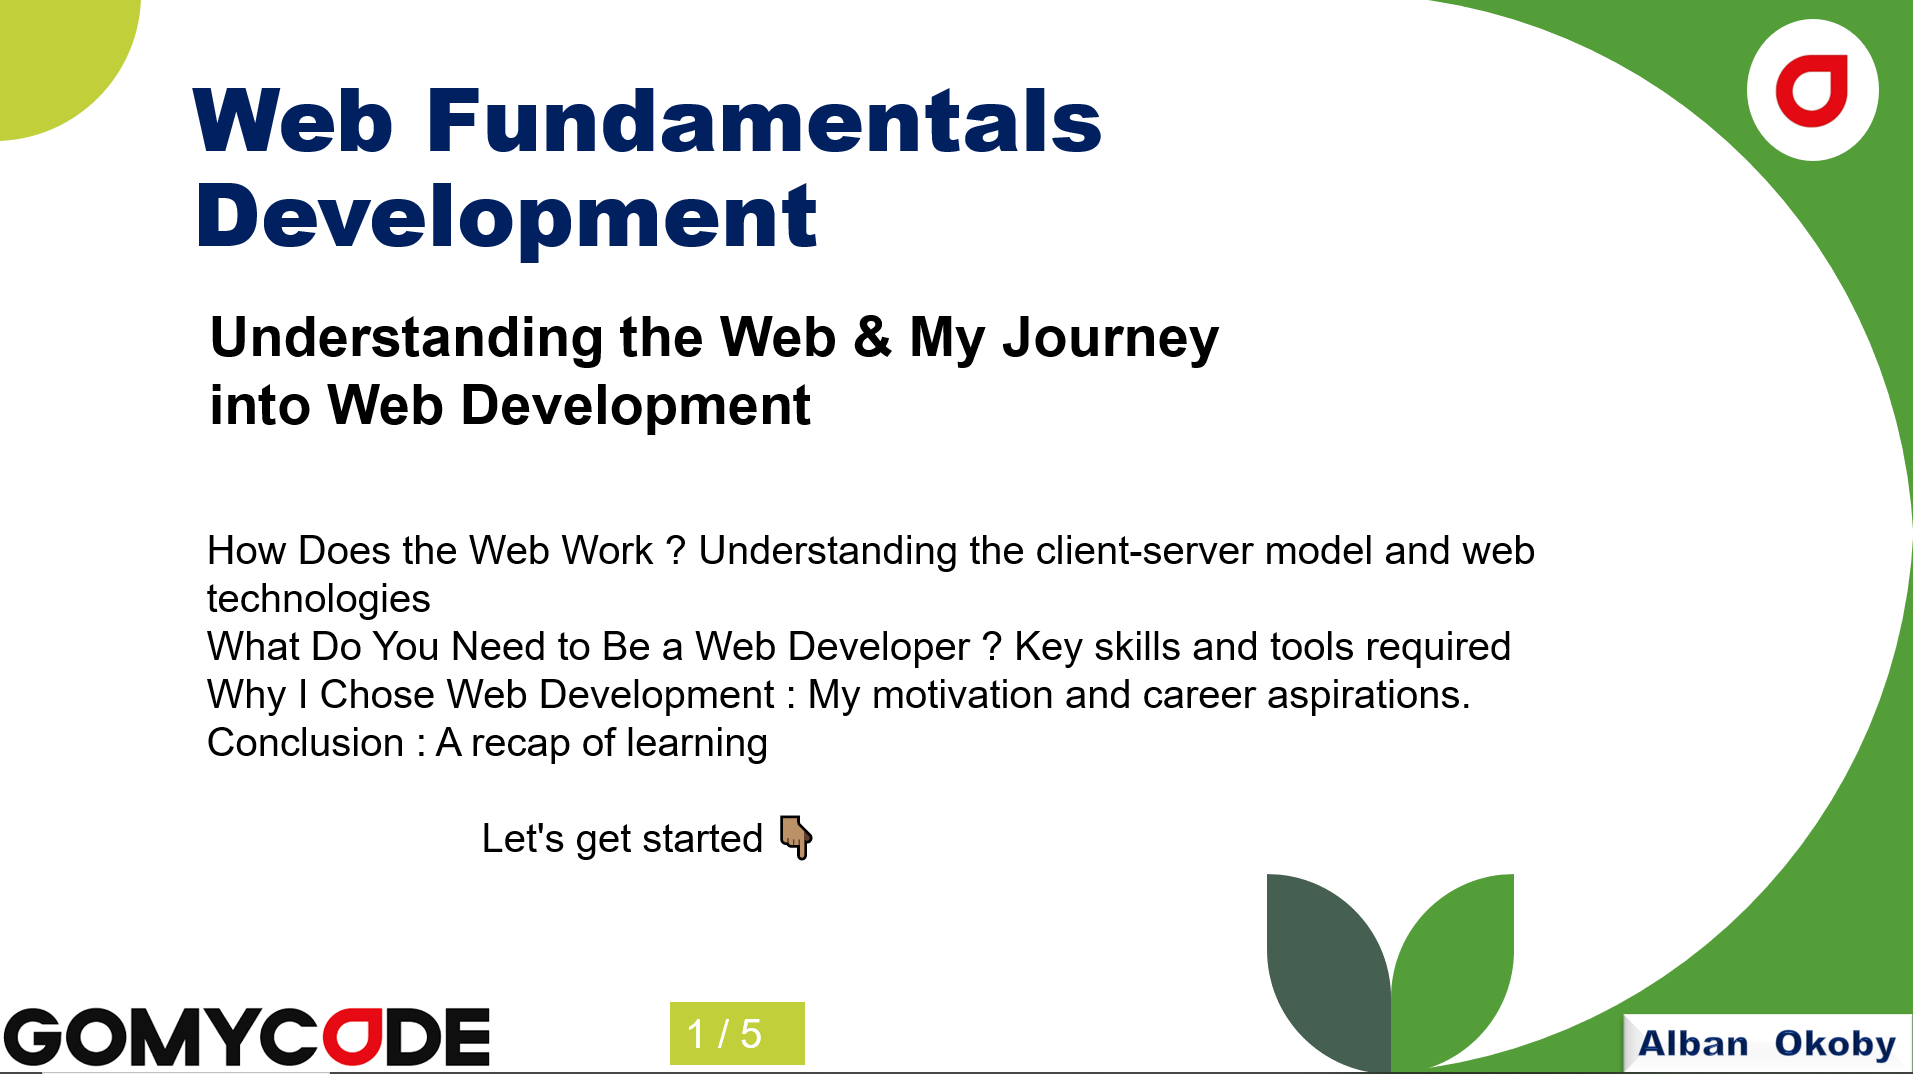 Web Fundamentals
Development
Understanding the Web & My Journey
into Web Development
How Does the Web Work ? Understanding the client-server model and web
technologies
What Do You Need to Be a Web Developer ? Key skills and tools required
Why I Chose Web Development : My motivation and career aspirations.
Conclusion : A recap of learning
Let's get started 👇🏾
GOMYCODE
1 / 5
Alban Okoby